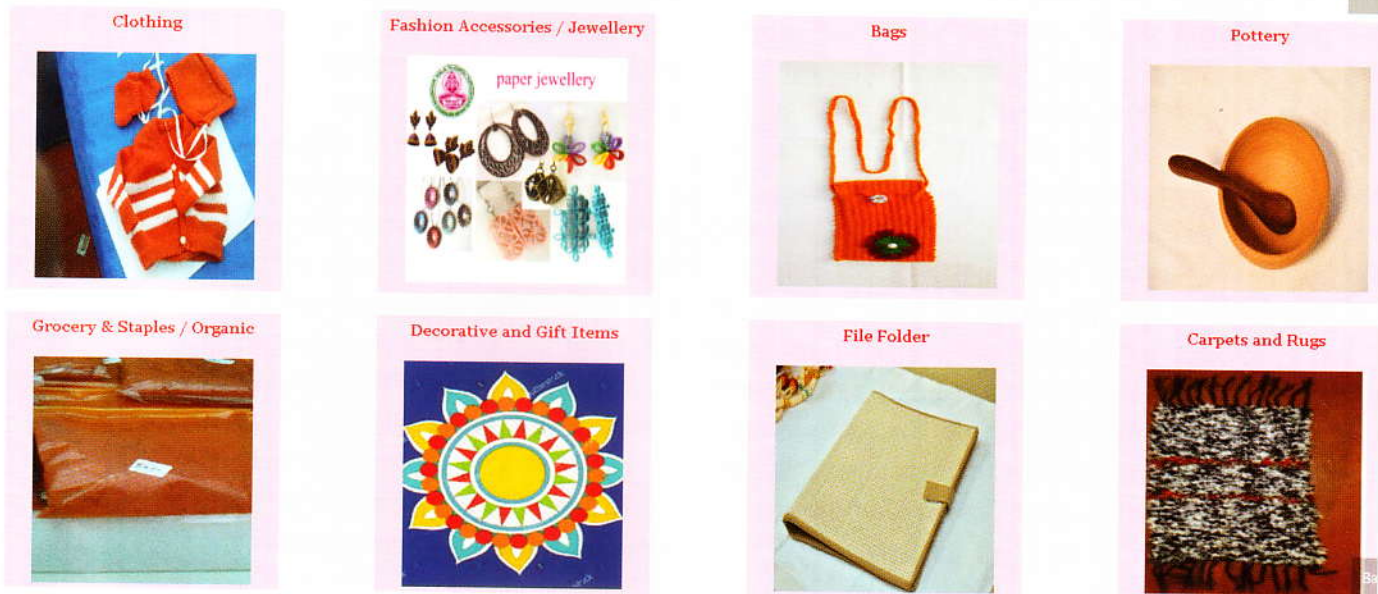 Clothing
Fashion Accessories / Jewellery
Bags
Pottery
paper jewellery
Grocery & Staples / Organic
Decorative and Gift Items
File Folder
Carpets and Rugs
Ba